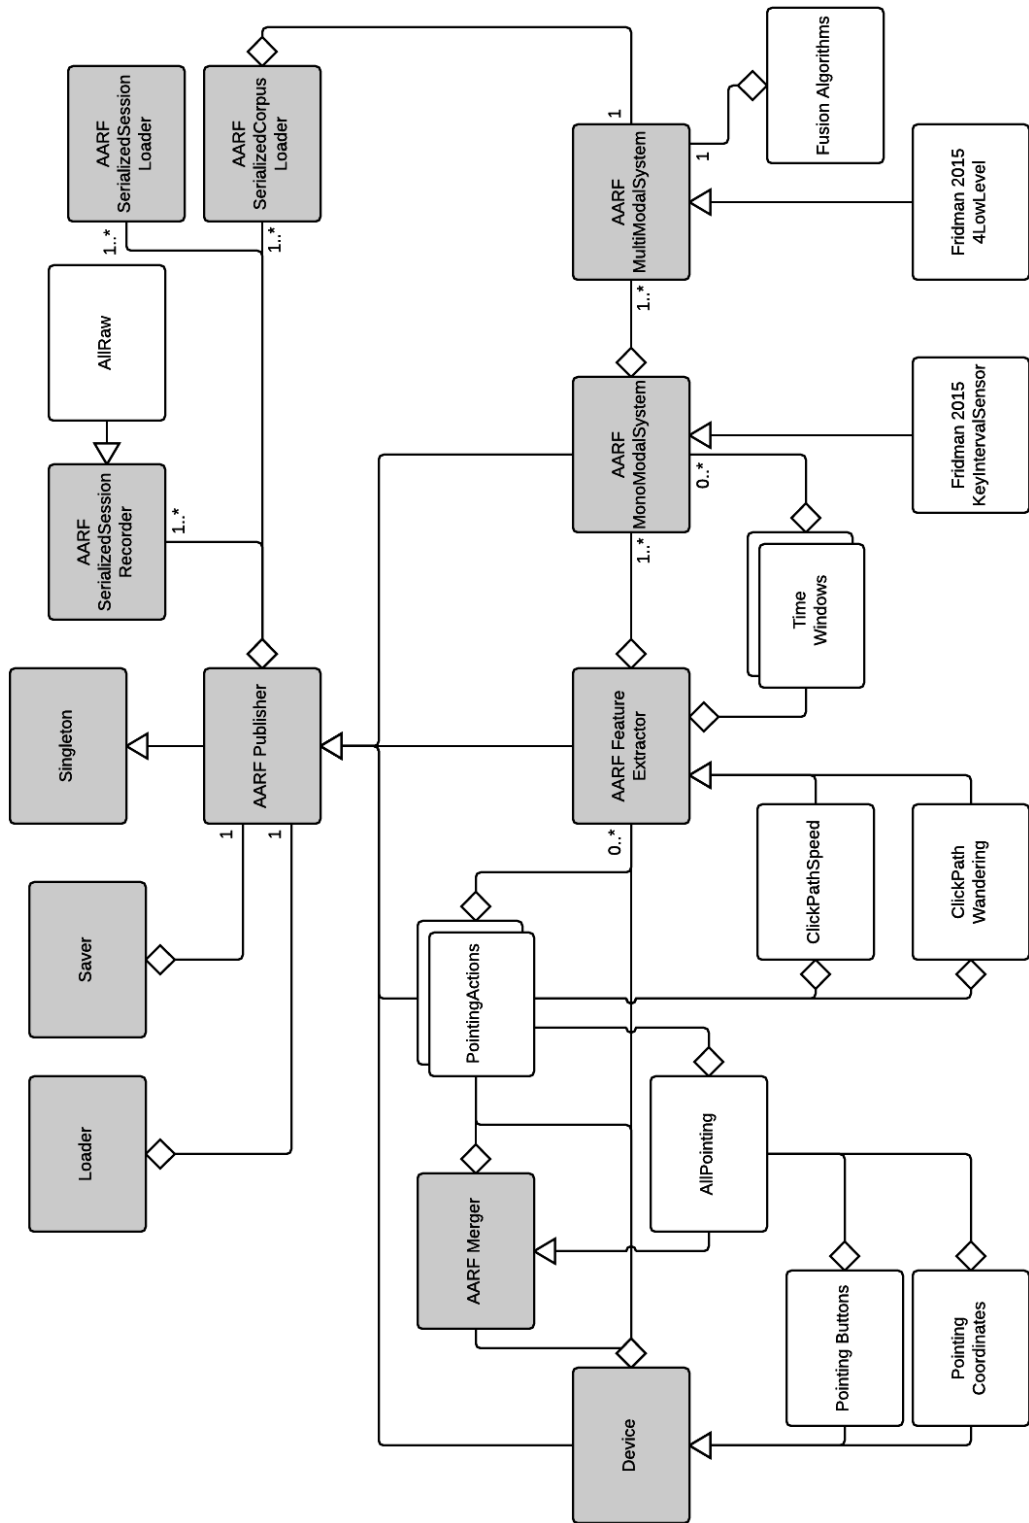 Loader
Saver
Singleton
AARF
SerializedSession
Recorder
1..*
AllRaw
AARF
SerializedSession
Loader
1..*
1
1
AARF Publisher
AARF
SerializedCorpus
Loader
1..*
AARF Merger
PointingActions
Device
0..*
AARF Feature
Extractor
1..*
AARF
MonoModalSystem
0..*
1..*
AARF
MultiModalSystem
1
1
AllPointing
Time
Windows
Fusion Algorithms
Pointing Buttons
ClickPathSpeed
Pointing
Coordinates
ClickPath
Wandering
Fridman 2015
KeyIntervalSensor
Fridman 2015
4LowLevel